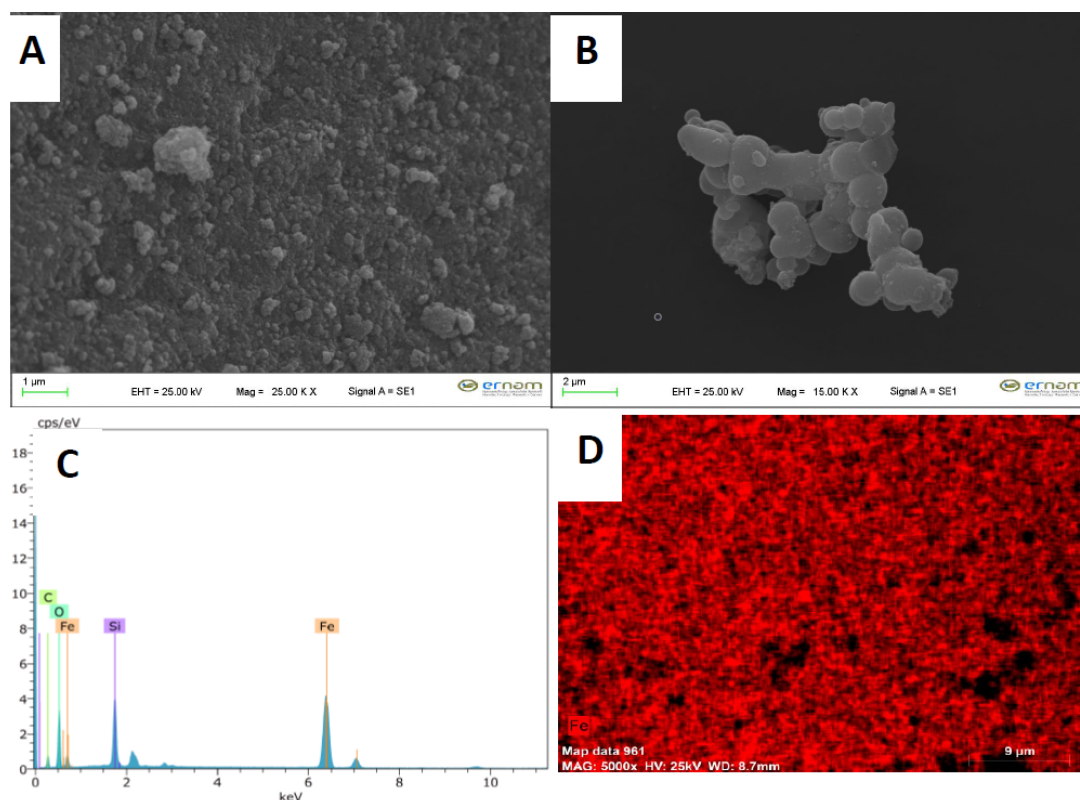 A
B
1 µm
EHT = 25.00 kV Mag = 25.00 K X Signal A = SE1
ernam
2 µm
EHT = 25.00 kV Mag = 15.00 K X Signal A = SE1
ernam
cps/eV
C
18
16
14
12
10
8
6
4
2
0
C
O
Fe
Si
Fe
0 2 4 6 8 10
keV
D
Fe
Map data 961
MAG: 5000x HV: 25kV WD: 8.7mm
9 µm